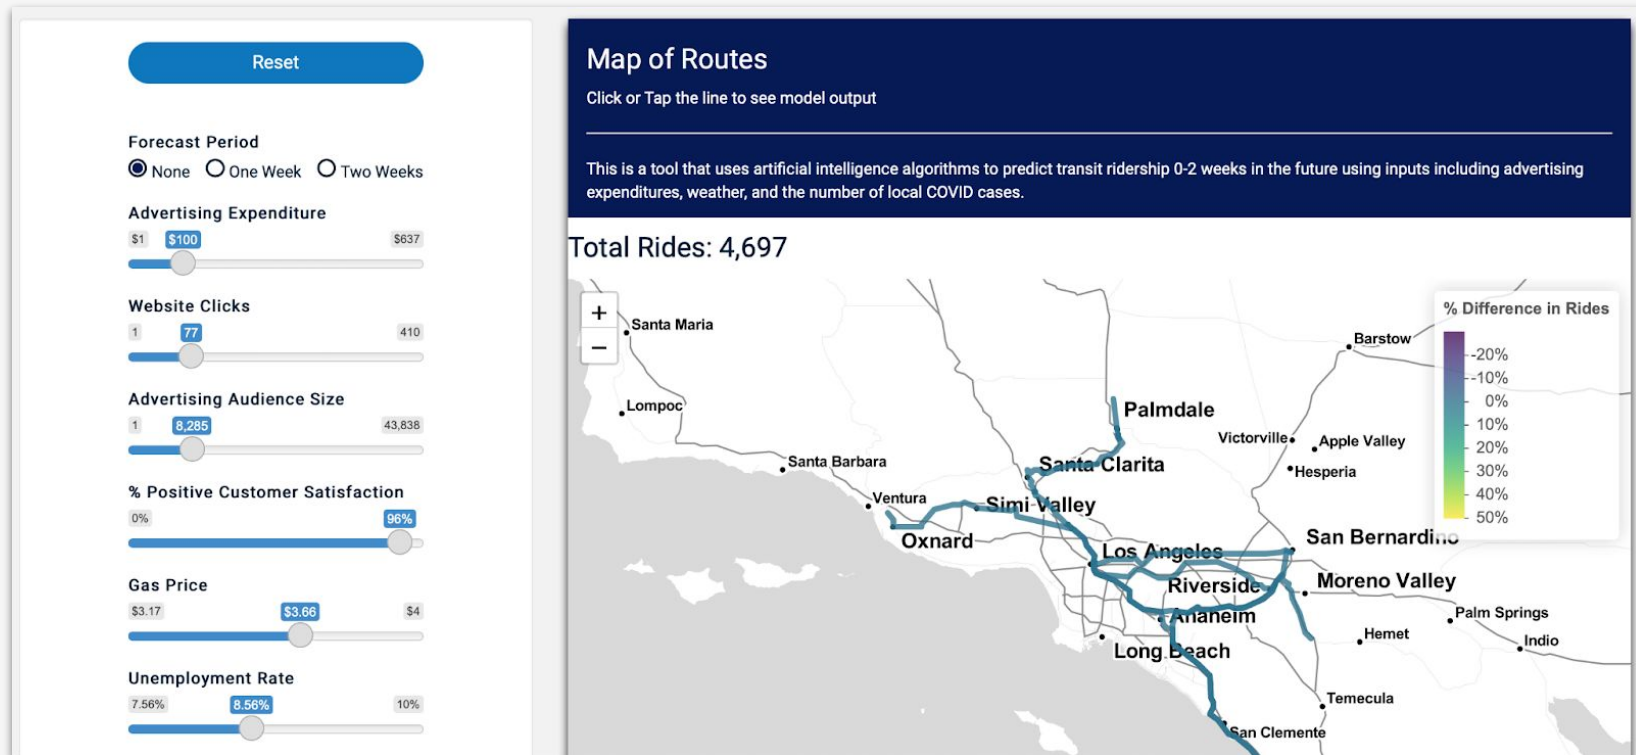 Reset
Forecast Period
None One Week Two Weeks
Advertising Expenditure
$1 $100 $637
Website Clicks
1 77 410
Advertising Audience Size
1 8,285 43,838
% Positive Customer Satisfaction
0% 96%
Gas Price
$3.17 $3.66 $4
Unemployment Rate
7.56% 8.56% 10%
Map of Routes
Click or Tap the line to see model output
This is a tool that uses artificial intelligence algorithms to predict transit ridership 0-2 weeks in the future using inputs including advertising
expenditures, weather, and the number of local COVID cases.
Total Rides: 4,697
+
−
% Difference in Rides
-20%
-10%
0%
10%
20%
30%
40%
50%
Santa Maria
Barstow
Lompoc
Palmdale
Victorville
Apple Valley
Santa Barbara
Santa Clarita
Hesperia
Ventura
Simi Valley
Oxnard
San Bernardino
Los Angeles
Riverside
Moreno Valley
Anaheim
Palm Springs
Hemet
Indio
Long Beach
Temecula
San Clemente